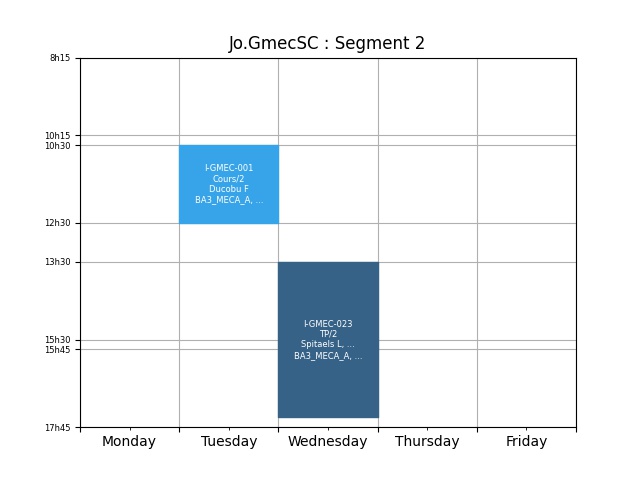 Jo.GmecSC : Segment 2
8h15
10h15
10h30
I-GMEC-001
Cours/2
Ducobu F
BA3_MECA_A, ...
12h30
13h30
I-GMEC-023
TP/2
Spitaels L, ...
BA3_MECA_A, ...
15h30
15h45
17h45
Monday Tuesday Wednesday Thursday Friday